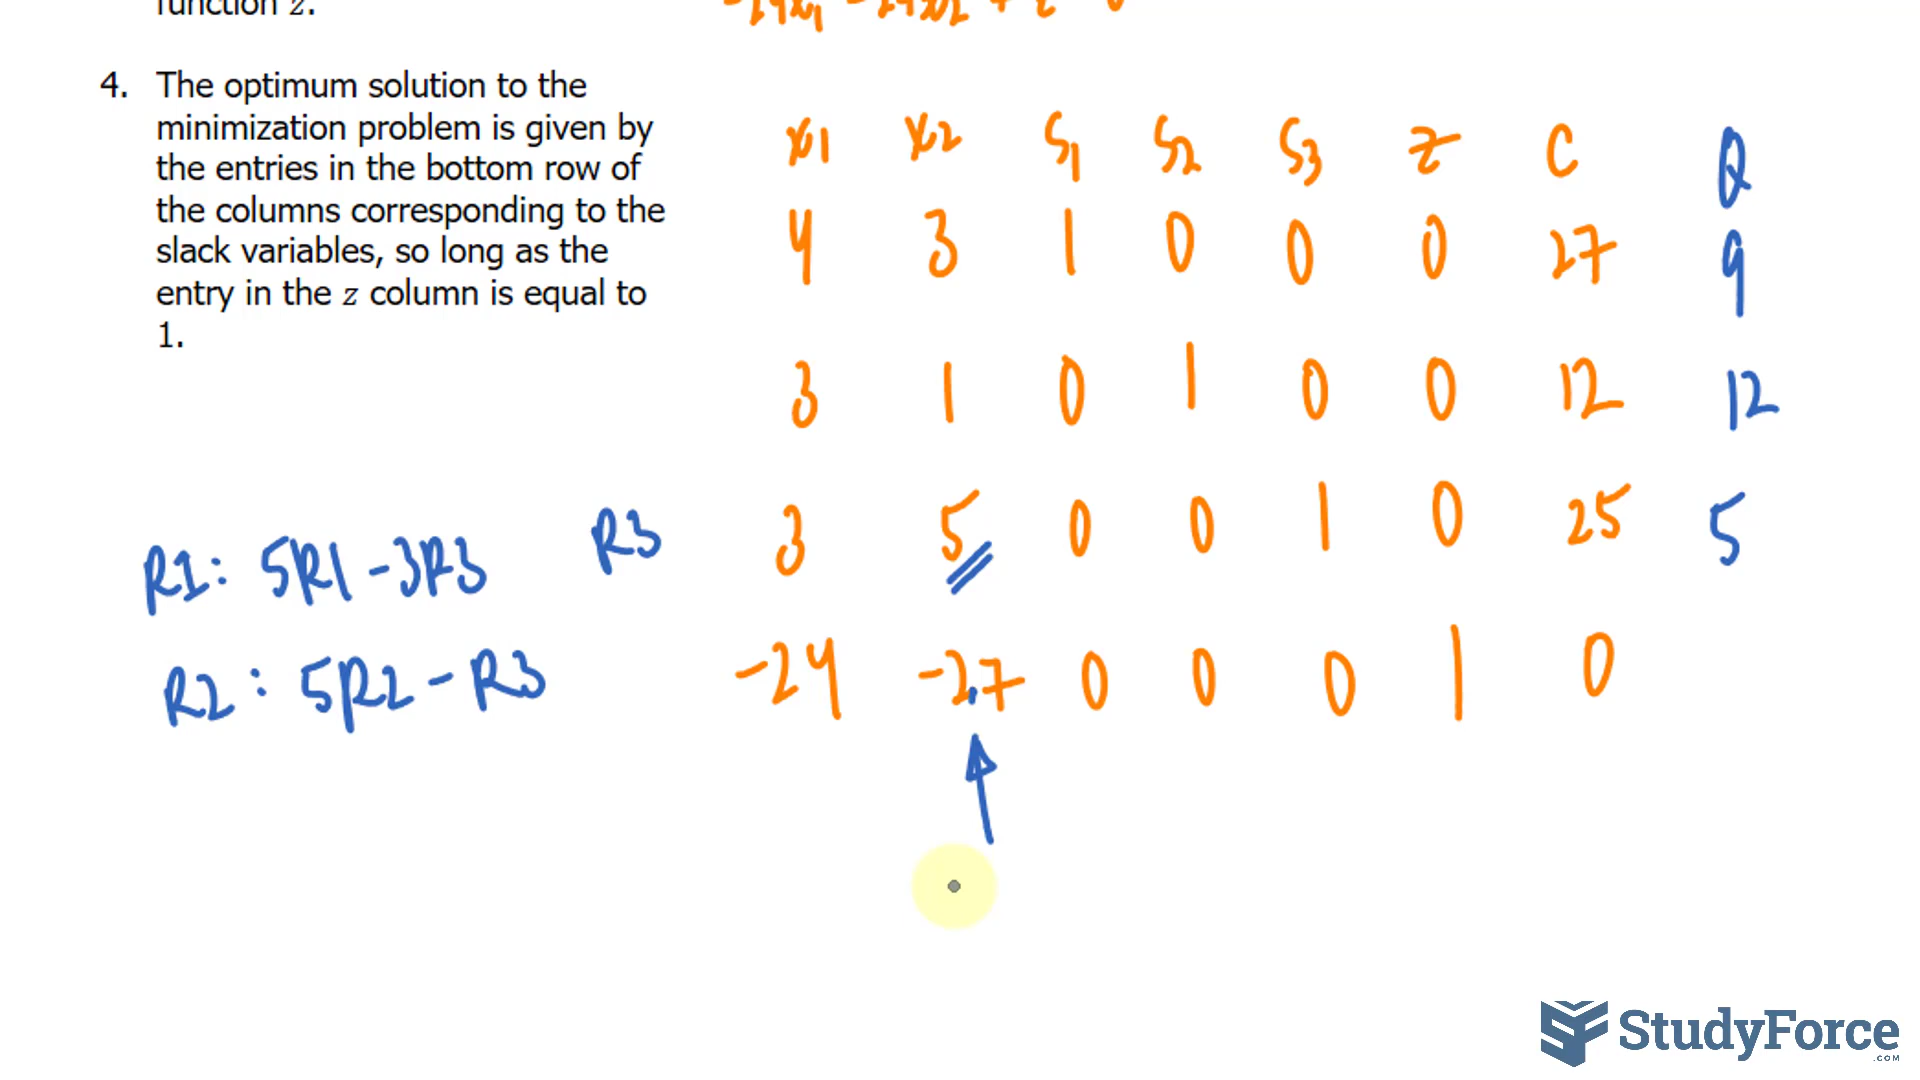 function z.
4. The optimum solution to the
minimization problem is given by
the entries in the bottom row of
the columns corresponding to the
slack variables, so long as the
entry in the z column is equal to
1.
x1 x2 S1 S2 S3 z C Q
4 3 1 0 0 0 27 9
3 1 0 1 0 0 12 12
R3 3 5 0 0 1 0 25 5
R1: 5R1 - 3R3
R2: 5R2 - R3
-24 -27 0 0 0 1 0
StudyForce
.COM